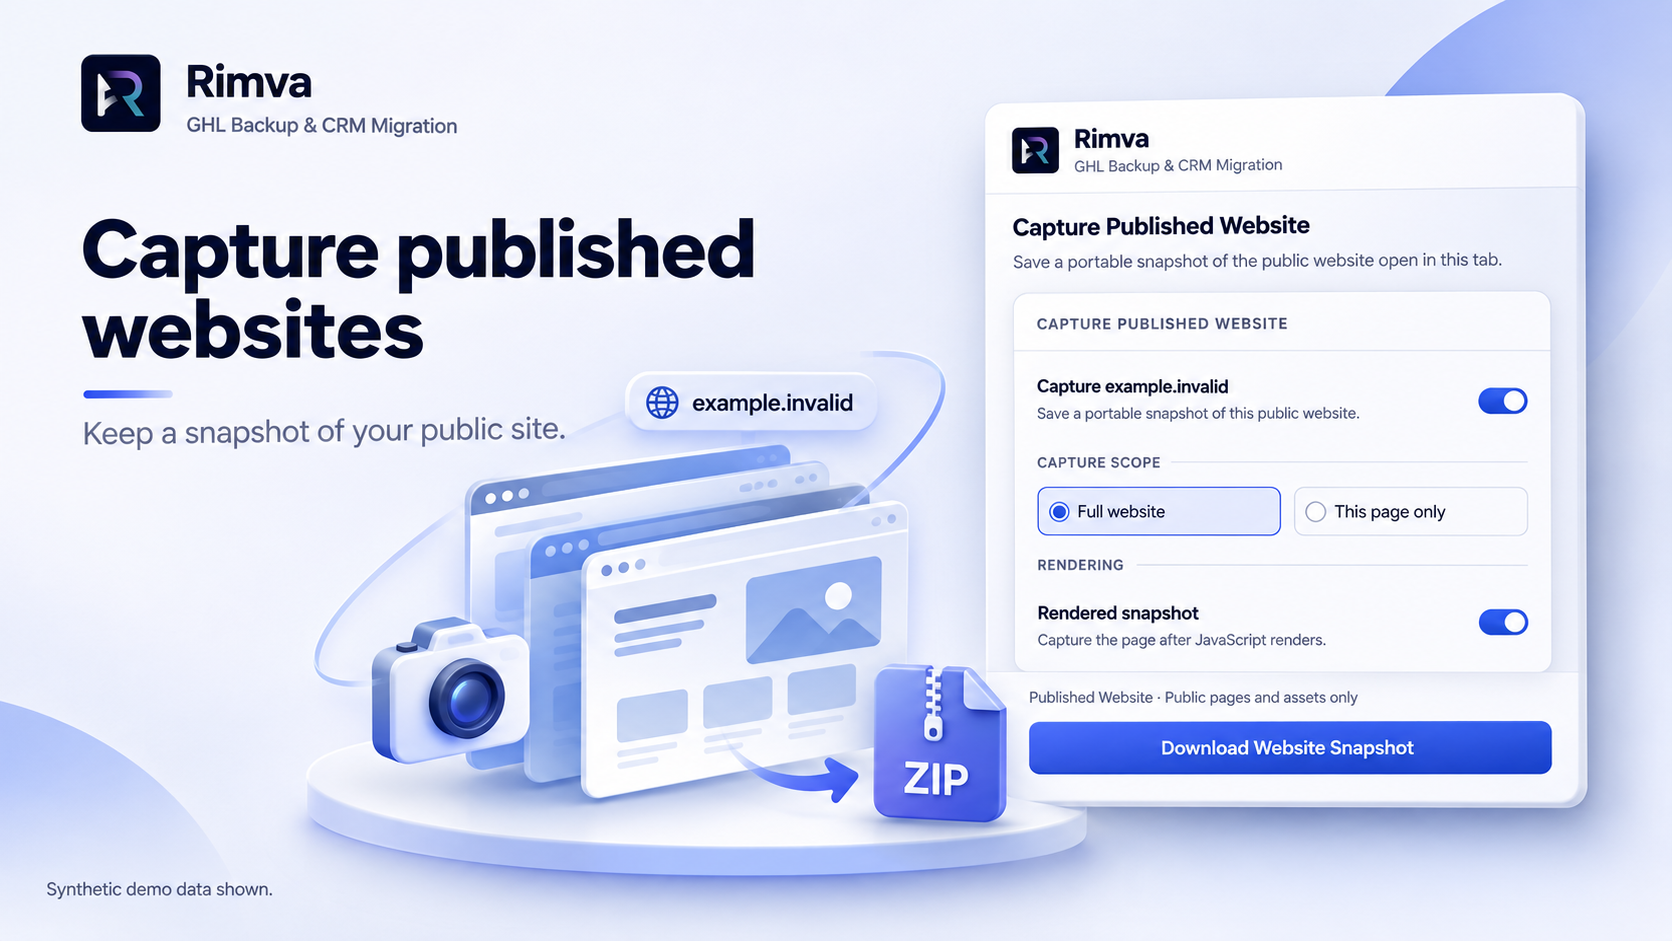 Rimva
GHL Backup & CRM Migration
Capture published
websites
Keep a snapshot of your public site.
example.invalid
ZIP
Synthetic demo data shown.
Rimva
GHL Backup & CRM Migration
Capture Published Website
Save a portable snapshot of the public website open in this tab.
CAPTURE PUBLISHED WEBSITE
Capture example.invalid
Save a portable snapshot of this public website.
CAPTURE SCOPE
Full website
This page only
RENDERING
Rendered snapshot
Capture the page after JavaScript renders.
Published Website · Public pages and assets only
Download Website Snapshot